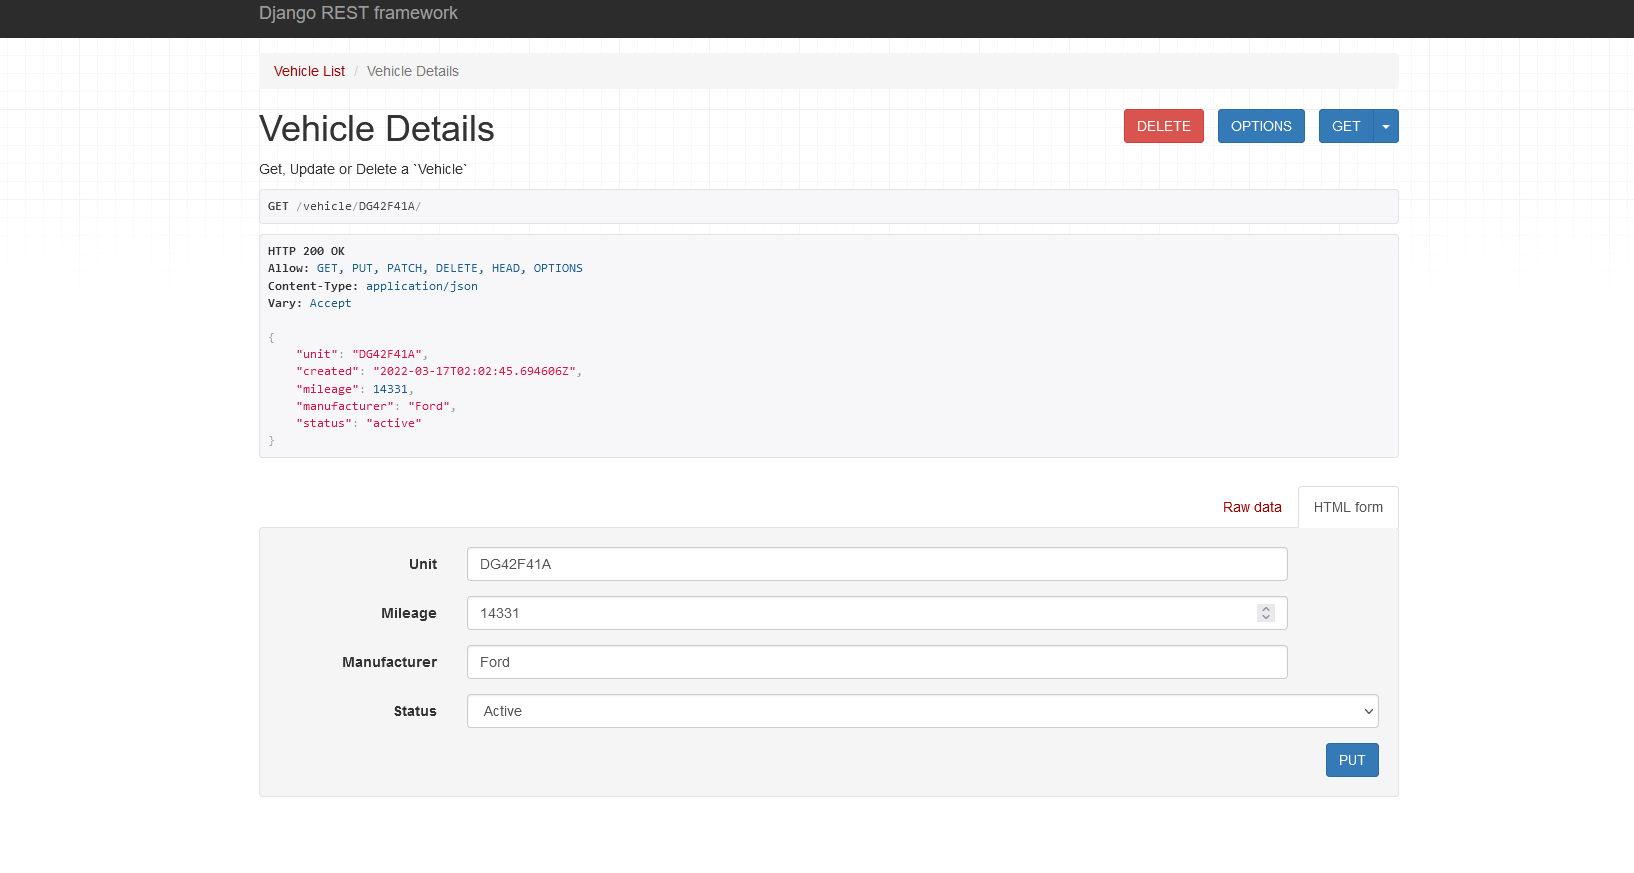 Django REST framework
Vehicle List / Vehicle Details
Vehicle Details
DELETE OPTIONS GET
Get, Update or Delete a `Vehicle`
GET /vehicle/DG42F41A/
HTTP 200 OK
Allow: GET, PUT, PATCH, DELETE, HEAD, OPTIONS
Content-Type: application/json
Vary: Accept
{
"unit": "DG42F41A",
"created": "2022-03-17T02:02:45.694606Z",
"mileage": 14331,
"manufacturer": "Ford",
"status": "active"
}
Raw data HTML form
Unit DG42F41A
Mileage 14331
Manufacturer Ford
Status Active
PUT